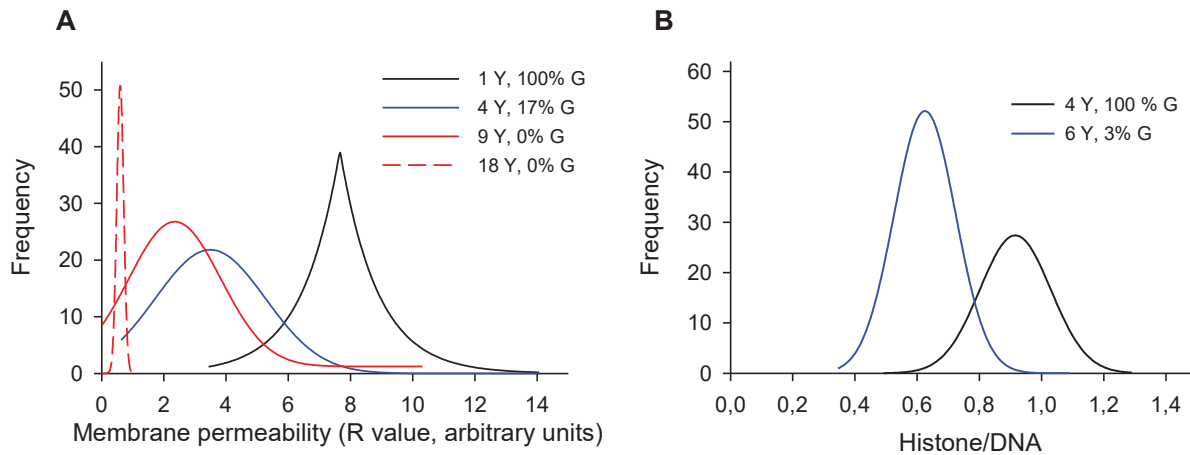 A
Frequency
50
40
30
20
10
0
0 2 4 6 8 10 12 14
Membrane permeability (R value, arbitrary units)
1 Y, 100% G
4 Y, 17% G
9 Y, 0% G
18 Y, 0% G
B
Frequency
60
50
40
30
20
10
0
0,0 0,2 0,4 0,6 0,8 1,0 1,2 1,4
Histone/DNA
4 Y, 100 % G
6 Y, 3% G